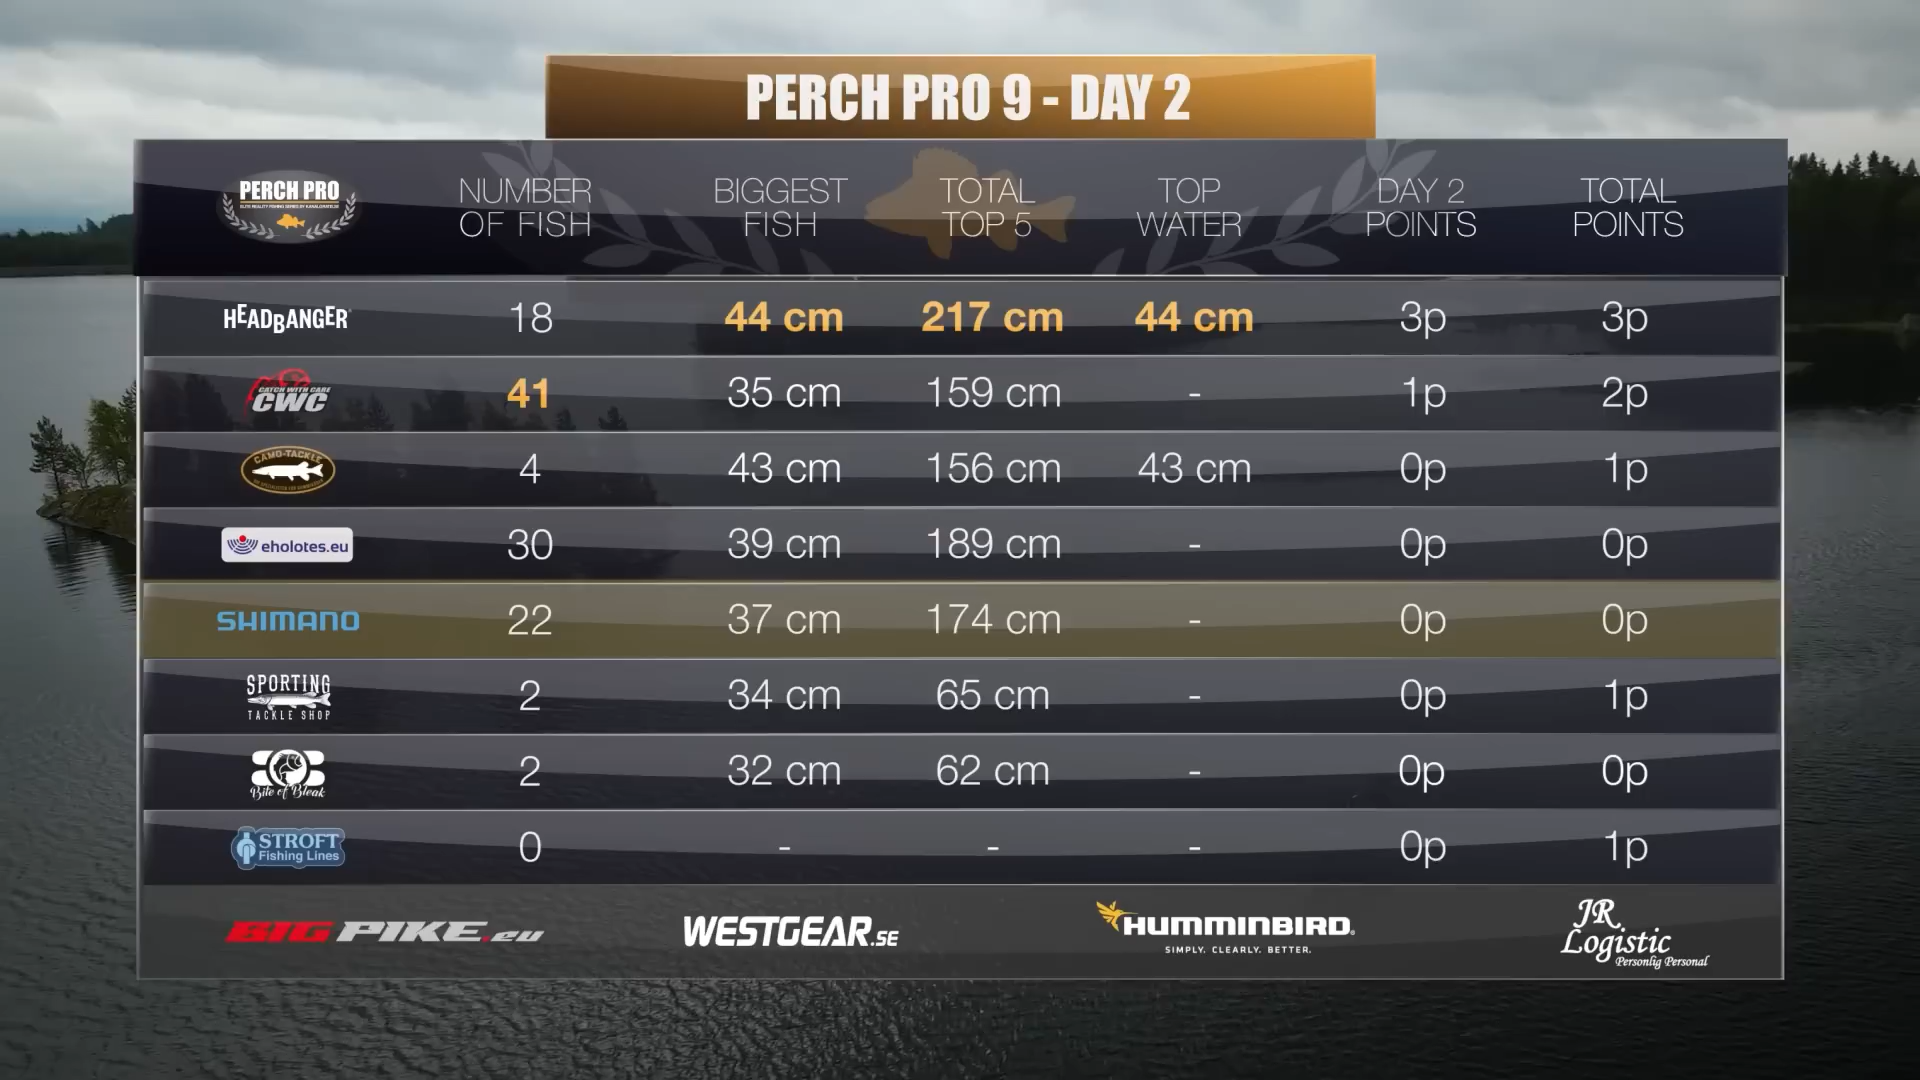 PERCH PRO 9 - DAY 2
PERCH PRO
NUMBER OF FISH
BIGGEST FISH
TOTAL TOP 5
TOP WATER
DAY 2 POINTS
TOTAL POINTS
HEADBANGER 18 44 cm 217 cm 44 cm 3p 3p
CATCH WITH CARE
CWC 41 35 cm 159 cm - 1p 2p
CAMO-TACKLE 4 43 cm 156 cm 43 cm 0p 1p
eholotes.eu 30 39 cm 189 cm - 0p 0p
SHIMANO 22 37 cm 174 cm - 0p 0p
SPORTING
TACKLE SHOP 2 34 cm 65 cm - 0p 1p
Bite of Bleak 2 32 cm 62 cm - 0p 0p
STROFT
Fishing Lines 0 - - - 0p 1p
BIG PIKE.eu
WESTGEAR.SE
HUMMINBIRD
SIMPLY. CLEARLY. BETTER.
JR
Logistic
Personlig Personal